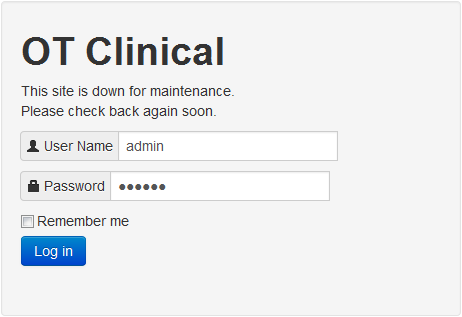 OT Clinical
This site is down for maintenance.
Please check back again soon.
User Name admin
Password ••••••
Remember me
Log in